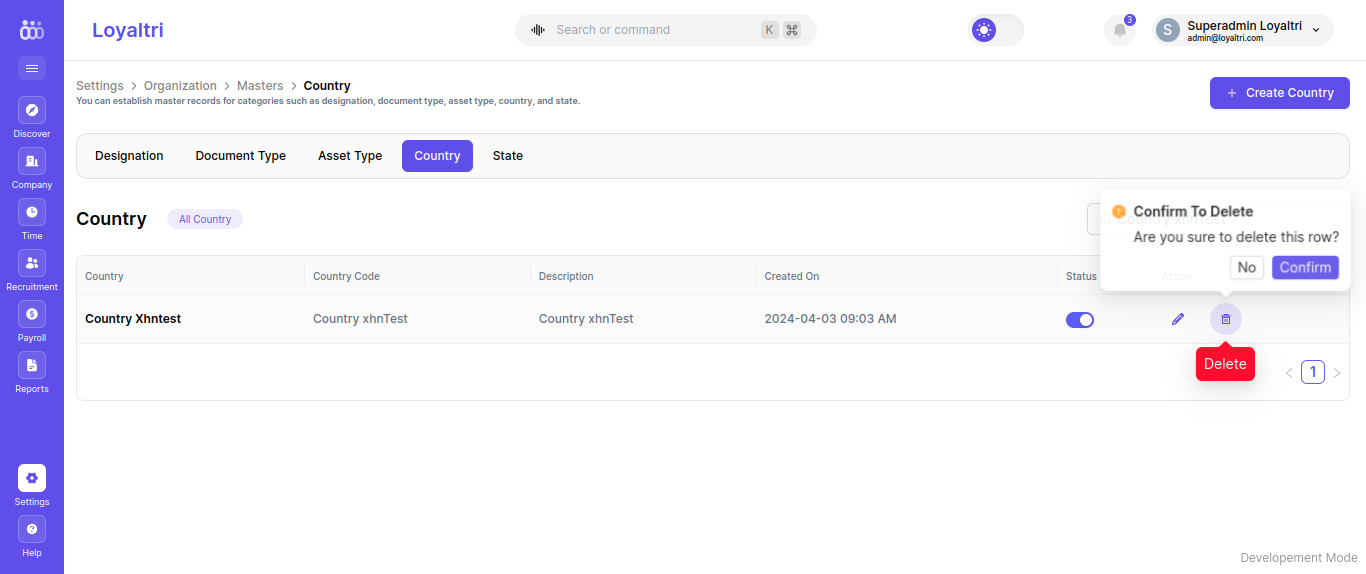 Loyaltri
Search or command
K ⌘
3
S
Superadmin Loyaltri
admin@loyaltri.com
Discover
Company
Time
Recruitment
Payroll
Reports
Settings
Help
Settings > Organization > Masters > Country
You can establish master records for categories such as designation, document type, asset type, country, and state.
+ Create Country
Designation Document Type Asset Type Country State
Country All Country
Confirm To Delete
Are you sure to delete this row?
No Confirm
Country Country Code Description Created On Status Action
Country Xhntest Country xhnTest Country xhnTest 2024-04-03 09:03 AM
Delete
< 1 >
Developement Mode